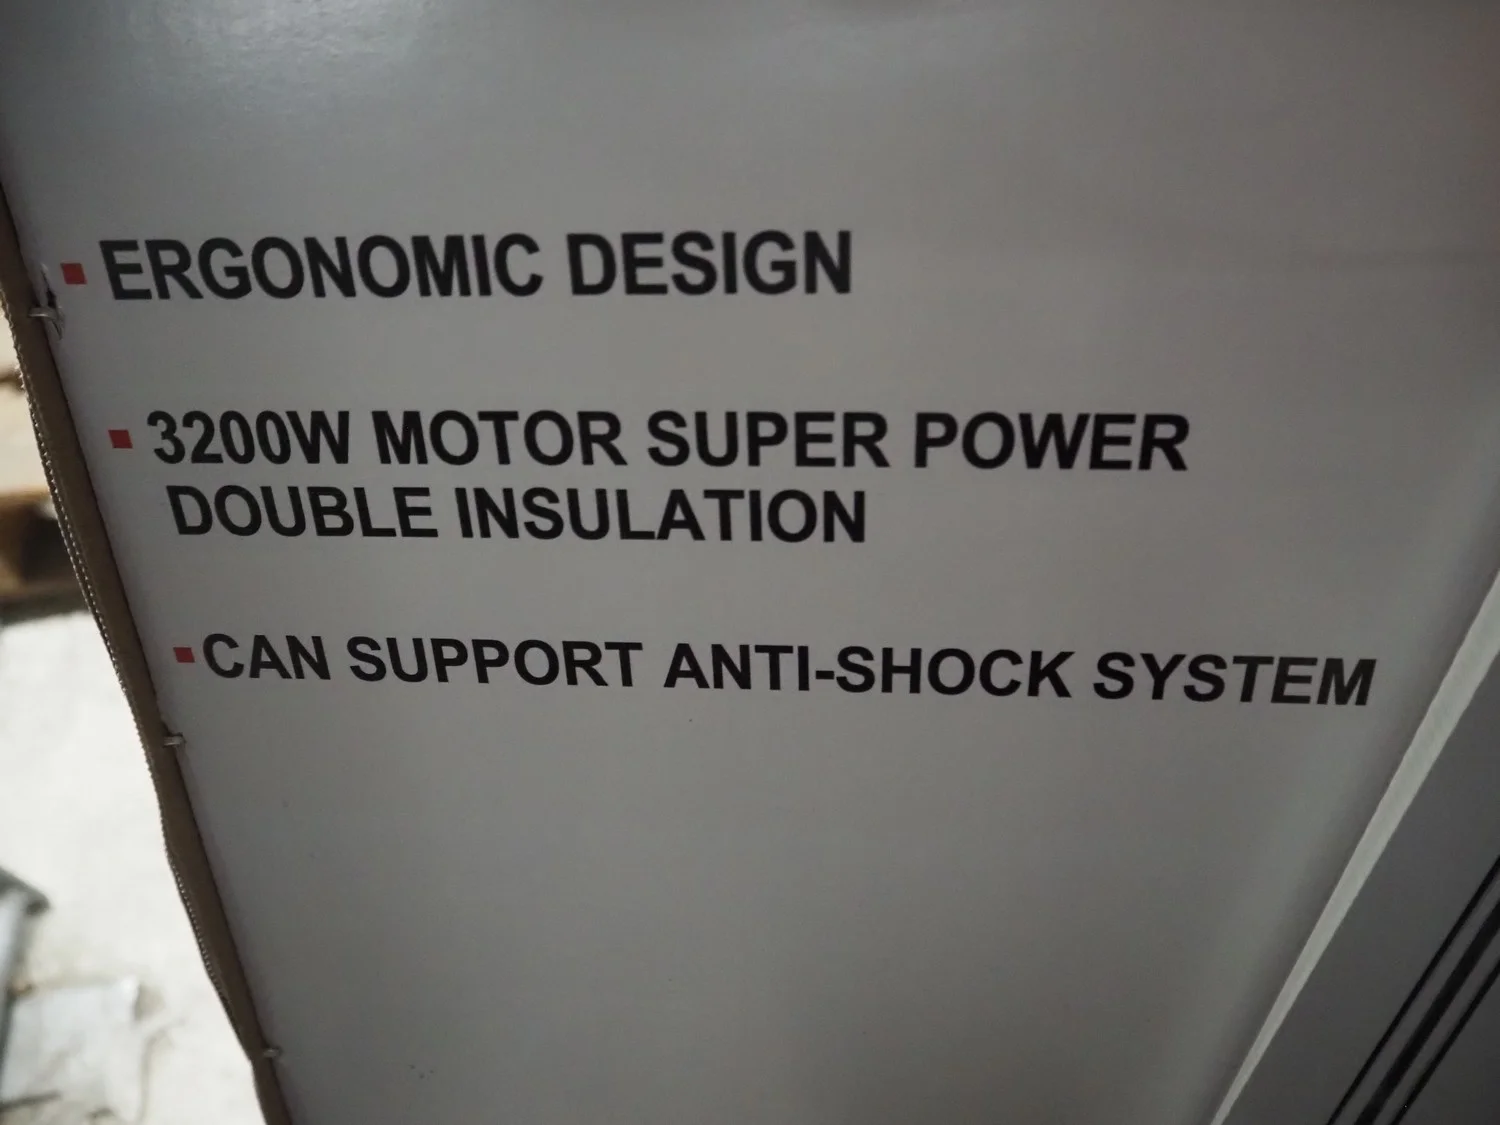 ▪ ERGONOMIC DESIGN
▪ 3200W MOTOR SUPER POWER
DOUBLE INSULATION
▪ CAN SUPPORT ANTI-SHOCK SYSTEM